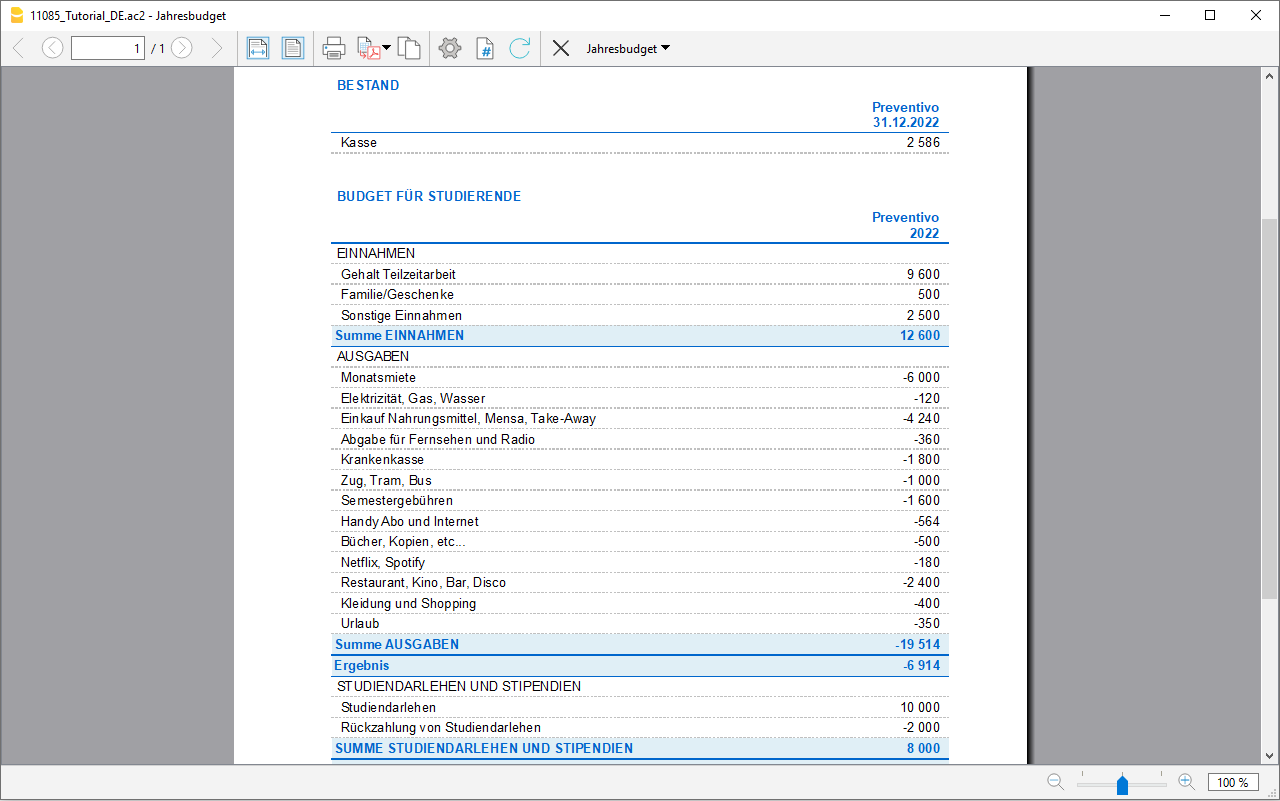 11085_Tutorial_DE.ac2 - Jahresbudget
1 / 1 Jahresbudget
BESTAND
Preventivo
31.12.2022
Kasse 2 586
BUDGET FÜR STUDIERENDE
Preventivo
2022
EINNAHMEN
Gehalt Teilzeitarbeit 9 600
Familie/Geschenke 500
Sonstige Einnahmen 2 500
Summe EINNAHMEN 12 600
AUSGABEN
Monatsmiete -6 000
Elektrizität, Gas, Wasser -120
Einkauf Nahrungsmittel, Mensa, Take-Away -4 240
Abgabe für Fernsehen und Radio -360
Krankenkasse -1 800
Zug, Tram, Bus -1 000
Semestergebühren -1 600
Handy Abo und Internet -564
Bücher, Kopien, etc... -500
Netflix, Spotify -180
Restaurant, Kino, Bar, Disco -2 400
Kleidung und Shopping -400
Urlaub -350
Summe AUSGABEN -19 514
Ergebnis -6 914
STUDIENDARLEHEN UND STIPENDIEN
Studiendarlehen 10 000
Rückzahlung von Studiendarlehen -2 000
SUMME STUDIENDARLEHEN UND STIPENDIEN 8 000
100 %